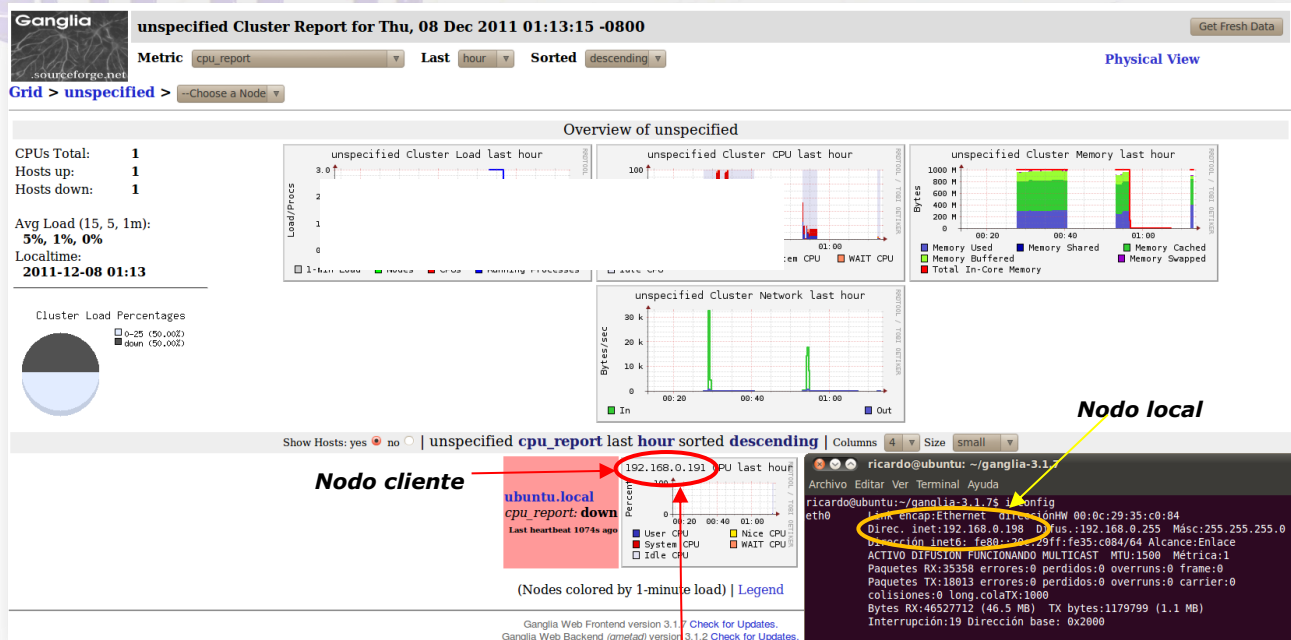 Ganglia
.sourceforge.net
unspecified Cluster Report for Thu, 08 Dec 2011 01:13:15 -0800
Get Fresh Data
Metric cpu_report Last hour Sorted descending
Physical View
Grid > unspecified > --Choose a Node
Overview of unspecified
CPUs Total: 1
Hosts up: 1
Hosts down: 1
Avg Load (15, 5, 1m):
5%, 1%, 0%
Localtime:
2011-12-08 01:13
Cluster Load Percentages
0-25 (50.00%)
down (50.00%)
unspecified Cluster Load last hour
Load/Procs
3.0
2
1
0
RRDTOOL
unspecified Cluster CPU last hour
100
01:00
CPU WAIT CPU
RRDTOOL / TOBI OETIKER
unspecified Cluster Memory last hour
Bytes
1000 M
800 M
600 M
400 M
200 M
0
00:20 00:40 01:00
Memory Used Memory Shared Memory Cached
Memory Buffered Memory Swapped
Total In-Core Memory
RRDTOOL / TOBI OETIKER
unspecified Cluster Network last hour
Bytes/sec
30 k
20 k
10 k
0
00:20 00:40 01:00
In Out
RRDTOOL / TOBI OETIKER
Show Hosts: yes no | unspecified cpu_report last hour sorted descending | Columns 4 Size small
Nodo cliente
Nodo local
ubuntu.local
cpu_report: down
Last heartbeat 1074s ago
192.168.0.191 CPU last hour
Percent
100
0
00:20 00:40 01:00
User CPU Nice CPU
System CPU WAIT CPU
Idle CPU
(Nodes colored by 1-minute load) | Legend
Ganglia Web Frontend version 3.1.7 Check for Updates.
Ganglia Web Backend (gmetad) version 3.1.2 Check for Updates.
ricardo@ubuntu: ~/ganglia-3.1.7
Archivo Editar Ver Terminal Ayuda
ricardo@ubuntu:~/ganglia-3.1.7$ ifconfig
eth0 Link encap:Ethernet direcciónHW 00:0c:29:35:c0:84
Direc. inet:192.168.0.198 Difus.:192.168.0.255 Másc:255.255.255.0
Dirección inet6: fe80::20c:29ff:fe35:c084/64 Alcance:Enlace
ACTIVO DIFUSIÓN FUNCIONANDO MULTICAST MTU:1500 Métrica:1
Paquetes RX:35358 errores:0 perdidos:0 overruns:0 frame:0
Paquetes TX:18013 errores:0 perdidos:0 overruns:0 carrier:0
colisiones:0 long.colaTX:1000
Bytes RX:46527712 (46.5 MB) TX bytes:1179799 (1.1 MB)
Interrupción:19 Dirección base: 0x2000